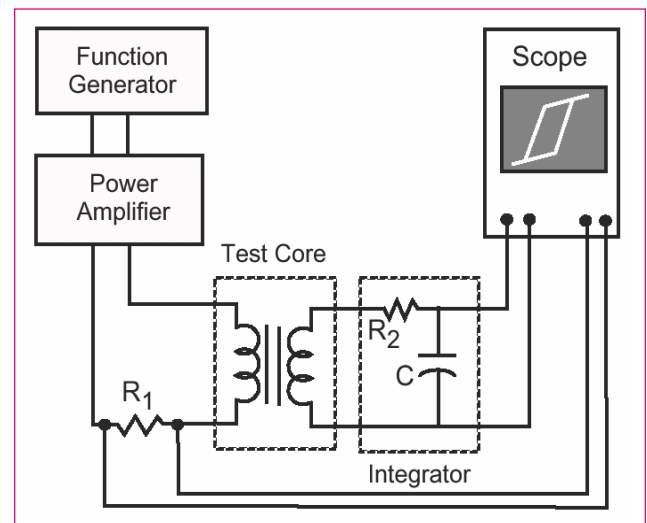 Function
Generator
Scope
Power
Amplifier
Test Core
R2
C
R1
Integrator